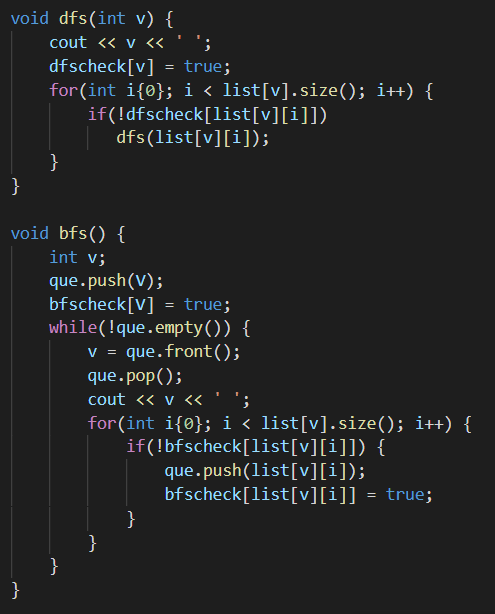 void dfs(int v) {
    cout << v << ' ';
    dfscheck[v] = true;
    for(int i{0}; i < list[v].size(); i++) {
        if(!dfscheck[list[v][i]])
           dfs(list[v][i]);
    }
}

void bfs() {
    int v;
    que.push(V);
    bfscheck[V] = true;
    while(!que.empty()) {
        v = que.front();
        que.pop();
        cout << v << ' ';
        for(int i{0}; i < list[v].size(); i++) {
            if(!bfscheck[list[v][i]]) {
                que.push(list[v][i]);
                bfscheck[list[v][i]] = true;
            }
        }
    }
}